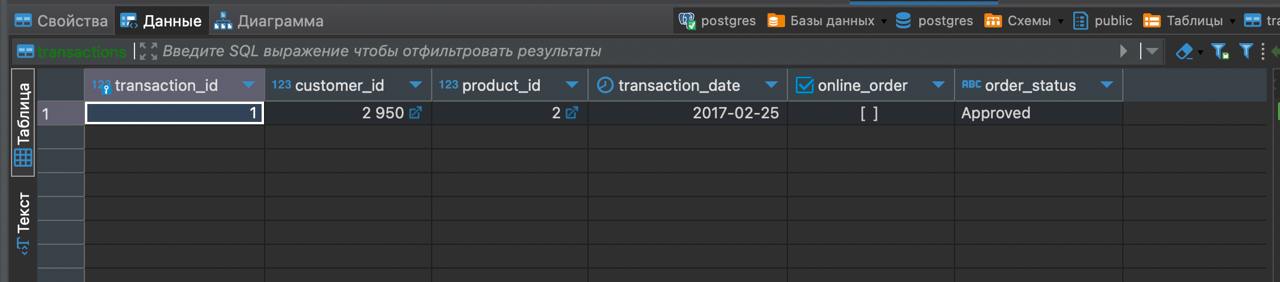 Свойства Данные Диаграмма postgres Базы данных postgres Схемы public Таблицы tra
transactions Введите SQL выражение чтобы отфильтровать результаты
Таблица
Текст
123 transaction_id 123 customer_id 123 product_id transaction_date online_order ABC order_status
1 1 2 950 2 2017-02-25 [ ] Approved